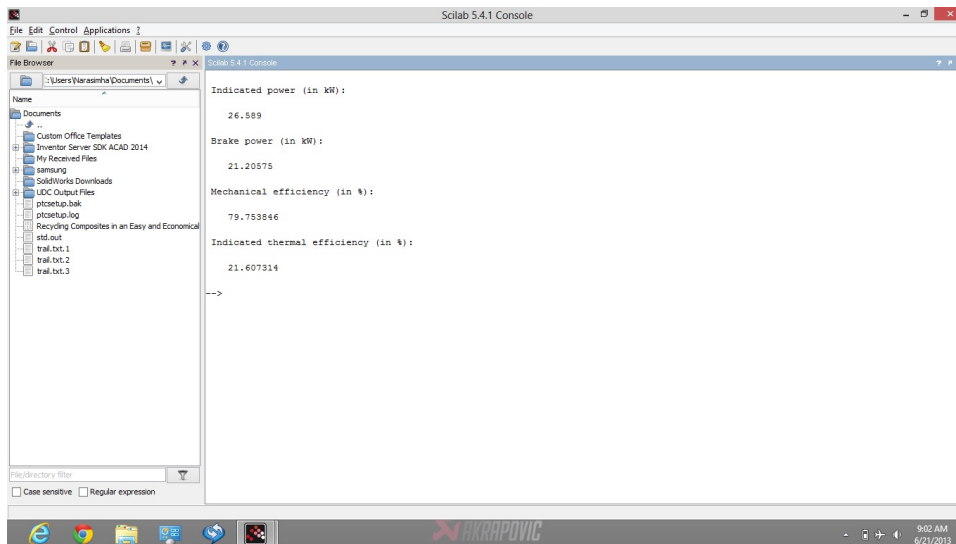 Scilab 5.4.1 Console
File Edit Control Applications ?
File Browser
Scilab 5.4.1 Console
:\Users\Narasimha\Documents\
Name
Documents
..
Custom Office Templates
Inventor Server SDK ACAD 2014
My Received Files
samsung
SolidWorks Downloads
UDC Output Files
ptcsetup.bak
ptcsetup.log
Recycling Composites in an Easy and Economical
std.out
trail.txt.1
trail.txt.2
trail.txt.3
Indicated power (in kW):
26.589
Brake power (in kW):
21.20575
Mechanical efficiency (in %):
79.753846
Indicated thermal efficiency (in %):
21.607314
-->
File/directory filter
Case sensitive Regular expression
AKRAPOVIC
9:02 AM
6/21/2013